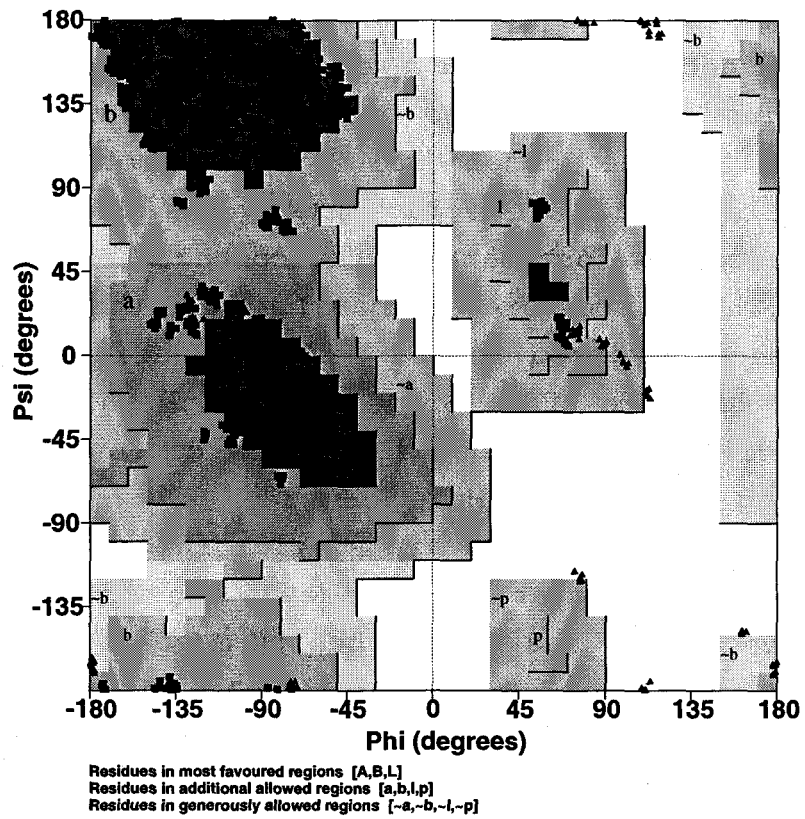 180
135
90
45
0
-45
-90
-135
-180 -135 -90 -45 0 45 90 135 180
Psi (degrees)
Phi (degrees)
b
~b
~b
b
~l
l
a
~a
~b
b
~p
p
~b
Residues in most favoured regions [A,B,L]
Residues in additional allowed regions [a,b,l,p]
Residues in generously allowed regions [~a,~b,~l,~p]